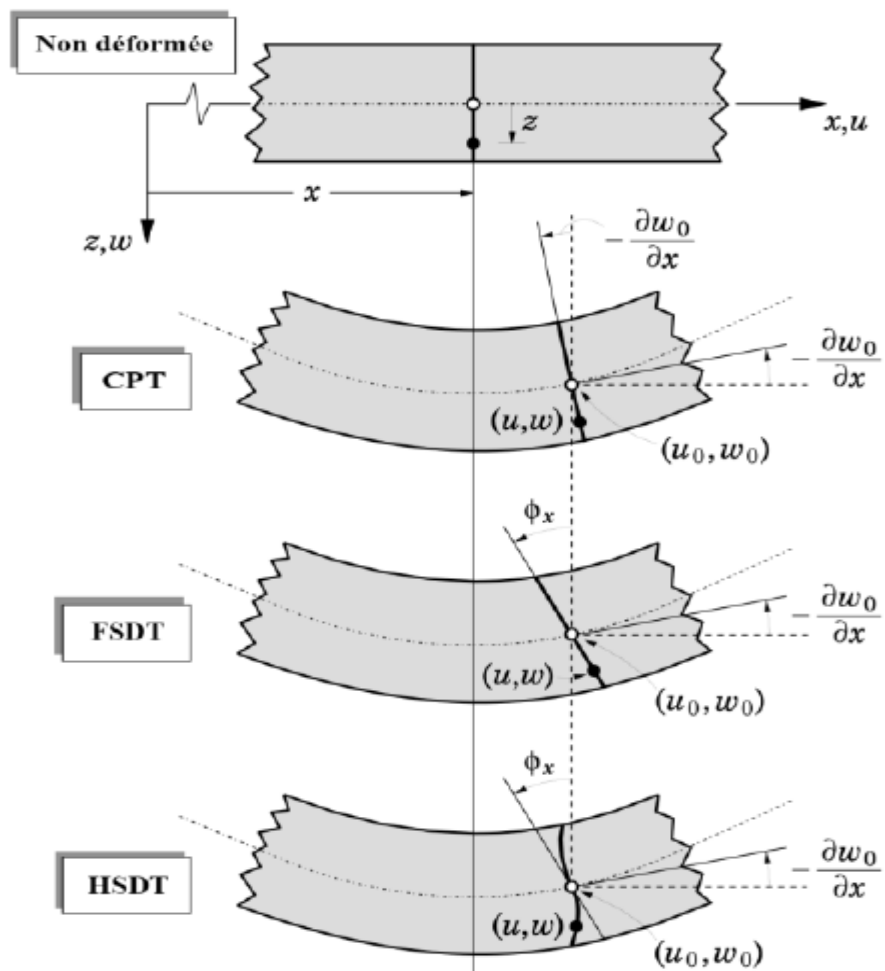 Non déformée
z
x,u
x
z,w
−∂w₀/∂x
CPT
−∂w₀/∂x
(u,w)
(u₀,w₀)
ϕₓ
FSDT
−∂w₀/∂x
(u,w)
(u₀,w₀)
ϕₓ
HSDT
−∂w₀/∂x
(u,w)
(u₀,w₀)